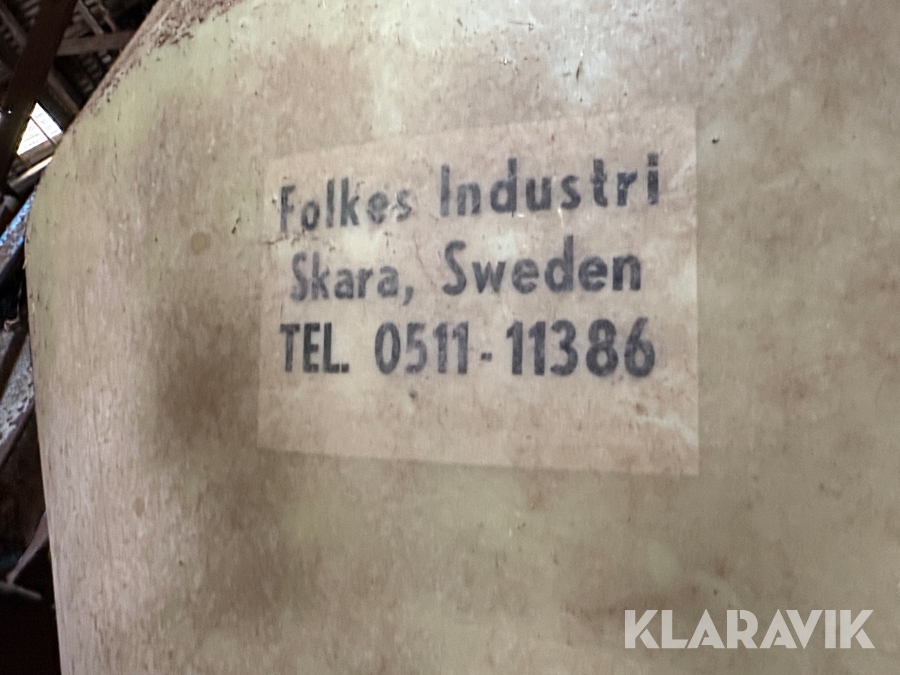 Folkes Industri
Skara, Sweden
TEL. 0511-11386
KLARAVIK